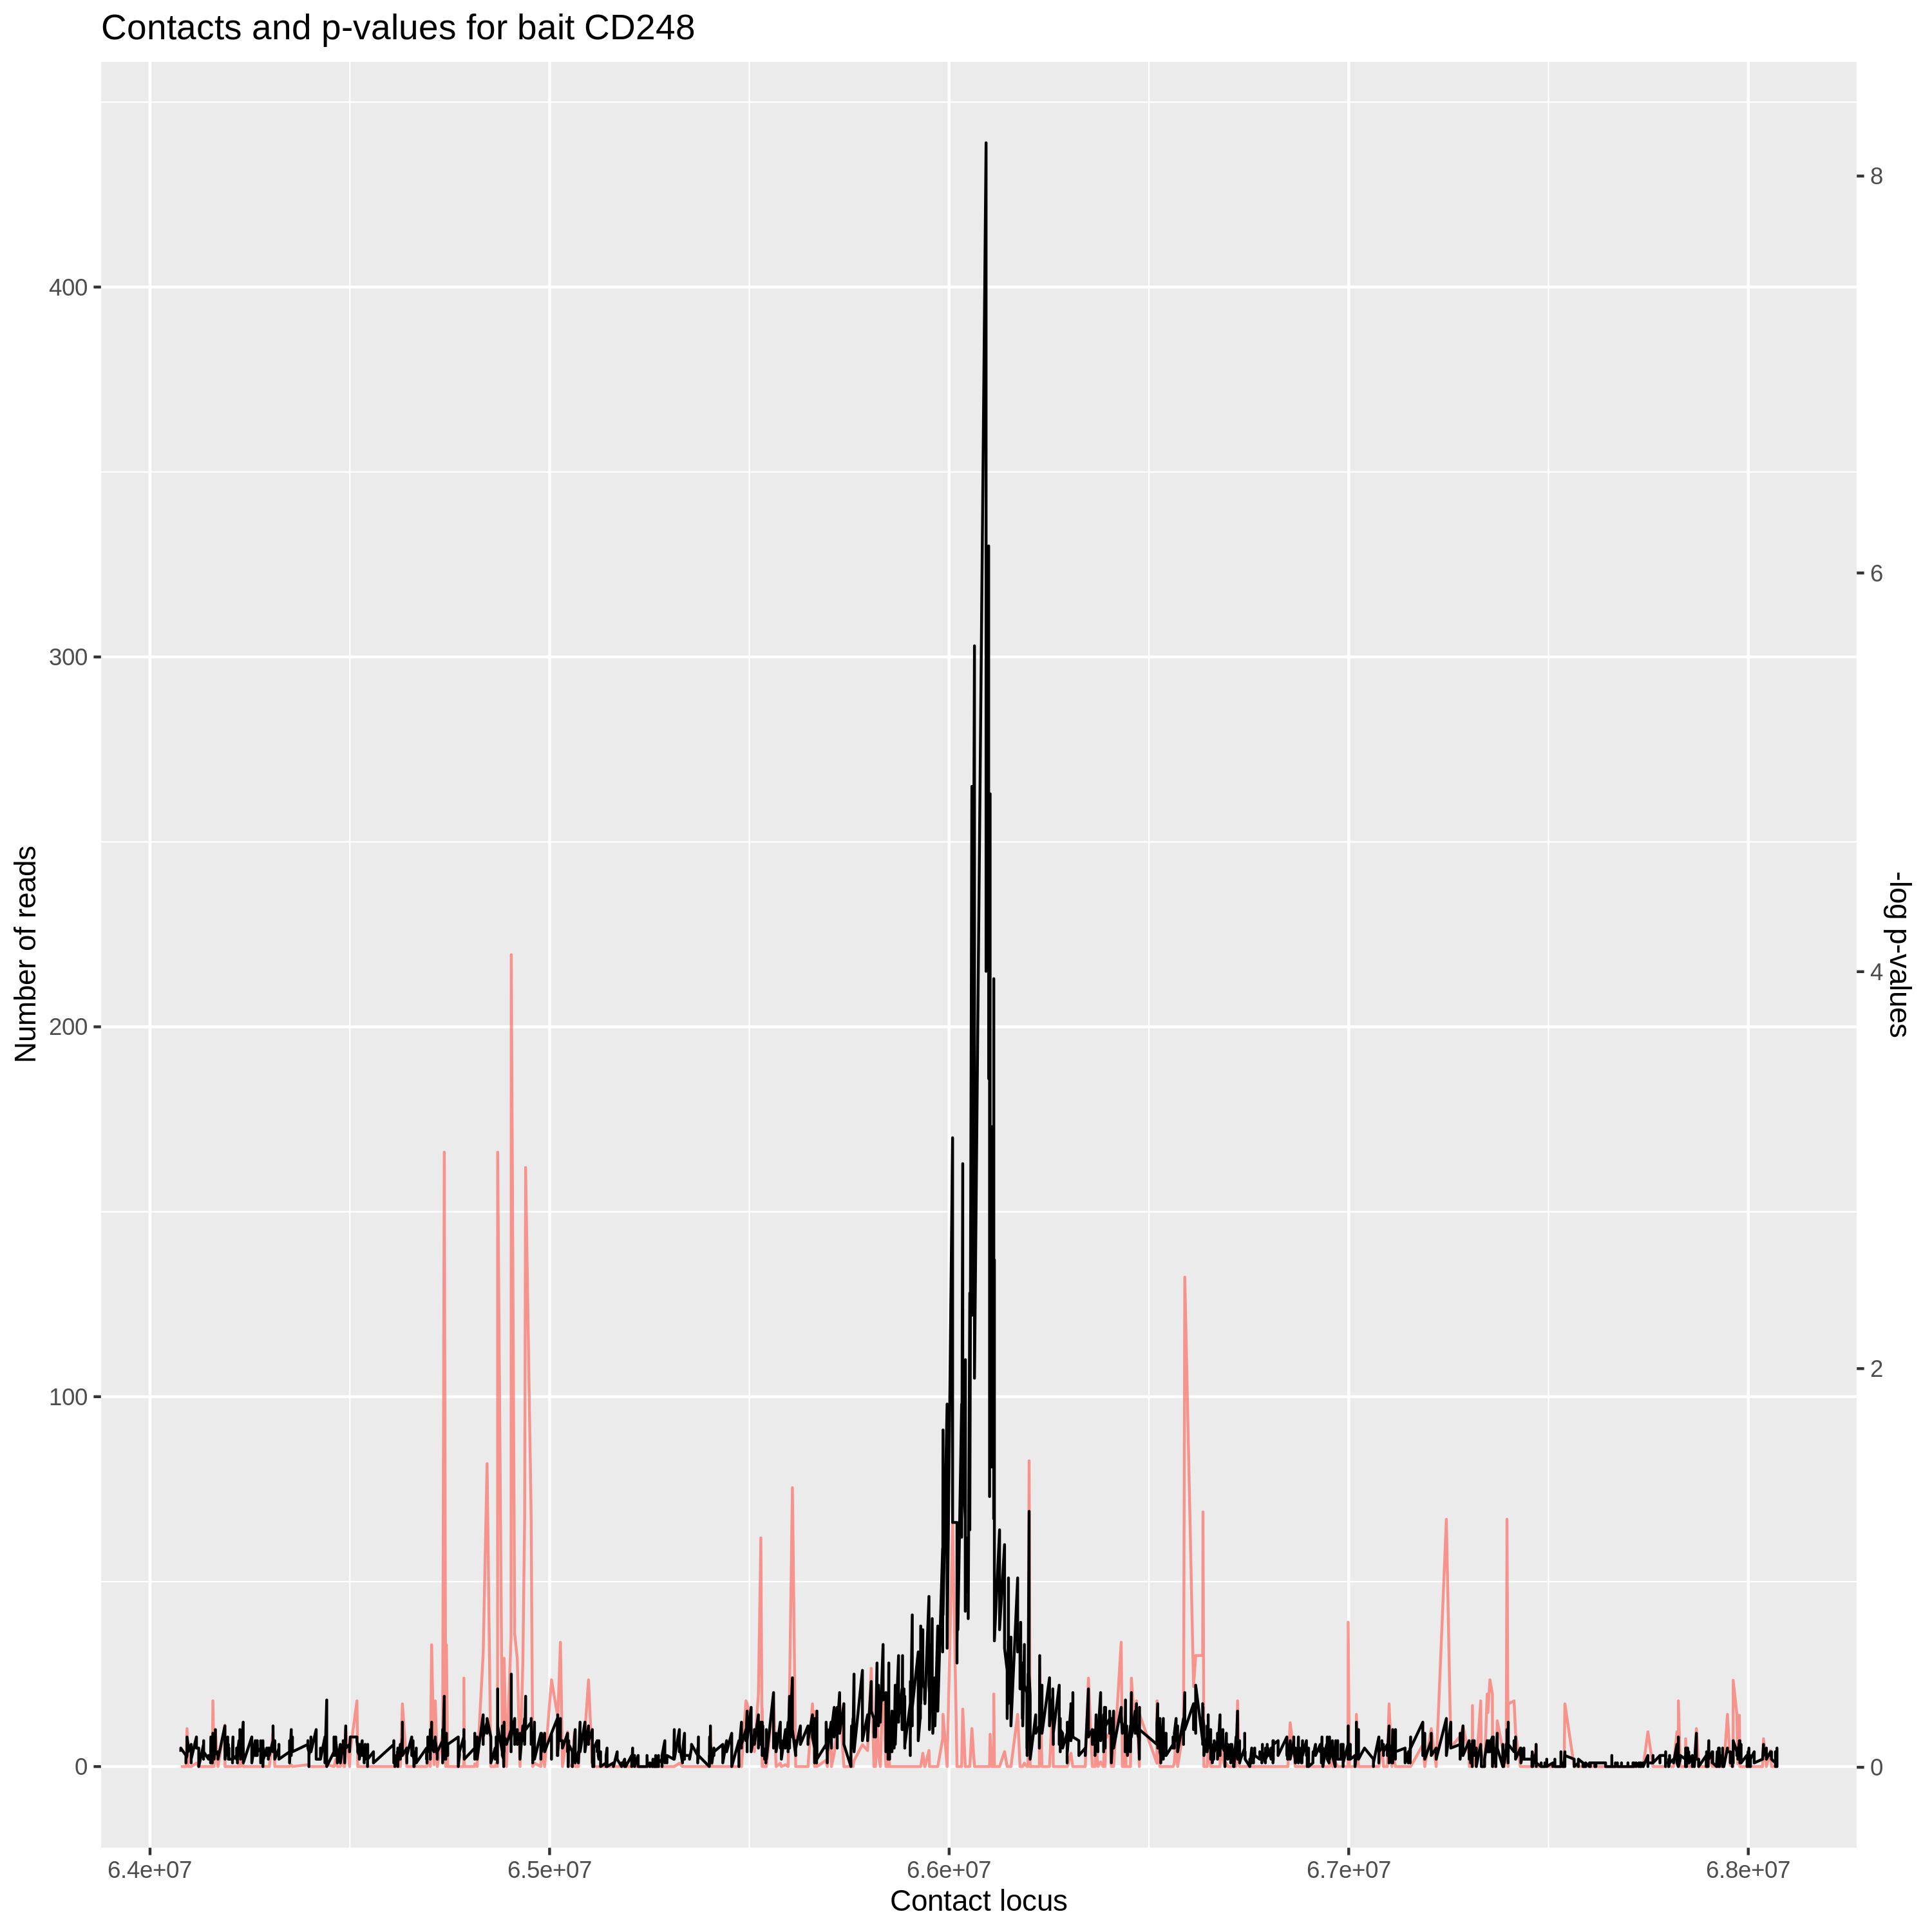 Contacts and p-values for bait CD248
Number of reads
400
300
200
100
0
8
6
4
2
0
-log p-values
6.4e+07
6.5e+07
6.6e+07
6.7e+07
6.8e+07
Contact locus